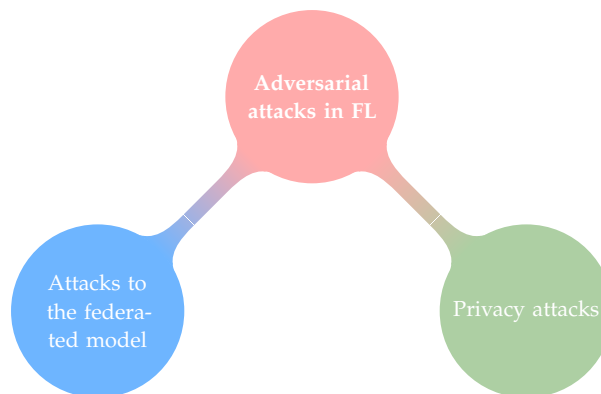 Adversarial
attacks in FL
Attacks to
the federa-
ted model
Privacy attacks